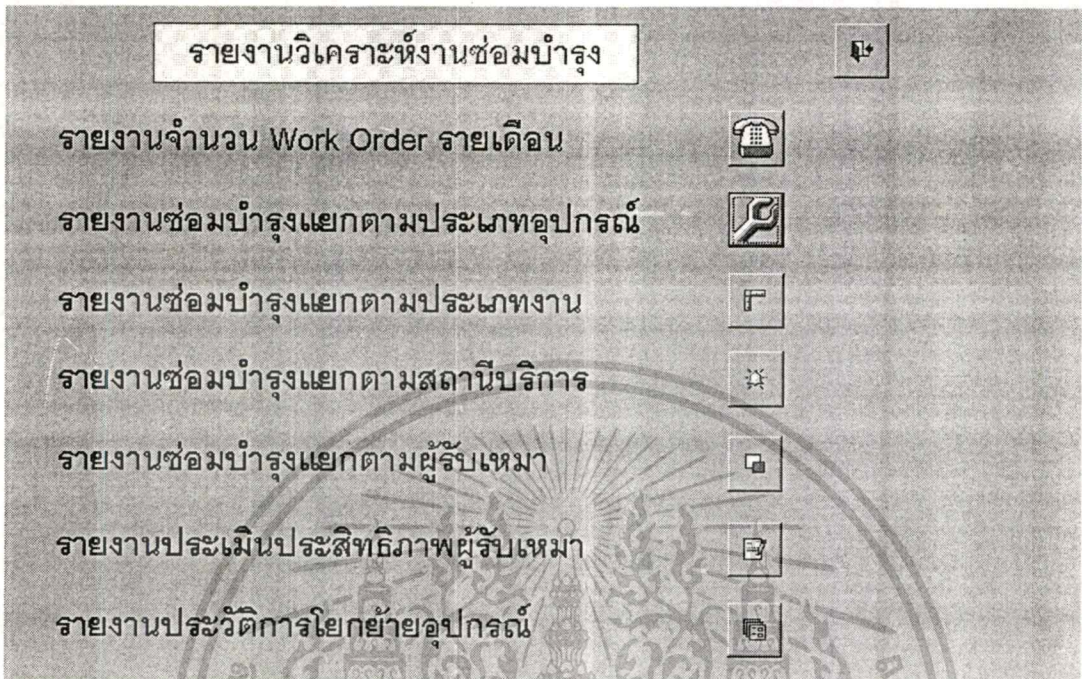 รายงานวิเคราะห์งานซ่อมบำรุง
รายงานจำนวน Work Order รายเดือน
รายงานซ่อมบำรุงแยกตามประเภทอุปกรณ์
รายงานซ่อมบำรุงแยกตามประเภทงาน
รายงานซ่อมบำรุงแยกตามสถานีบริการ
รายงานซ่อมบำรุงแยกตามผู้รับเหมา
รายงานประเมินประสิทธิภาพผู้รับเหมา
รายงานประวัติการโยกย้ายอุปกรณ์